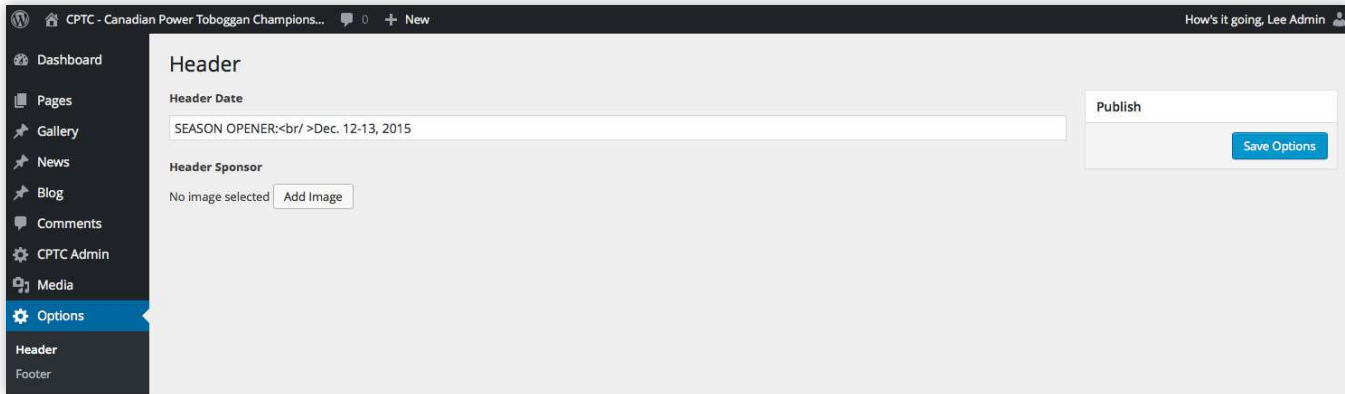 CPTC - Canadian Power Toboggan Champions... 0 + New How's it going, Lee Admin
Dashboard
Pages
Gallery
News
Blog
Comments
CPTC Admin
Media
Options
Header
Footer
Header
Header Date
SEASON OPENER:<br/ >Dec. 12-13, 2015
Header Sponsor
No image selected Add Image
Publish
Save Options